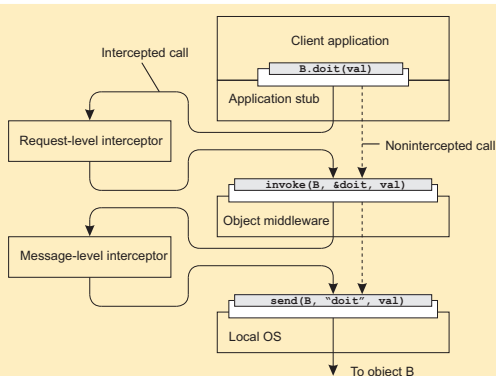 Client application
Intercepted call
B.doit(val)
Application stub
Request-level interceptor
Nonintercepted call
invoke(B, &doit, val)
Object middleware
Message-level interceptor
send(B, "doit", val)
Local OS
To object B